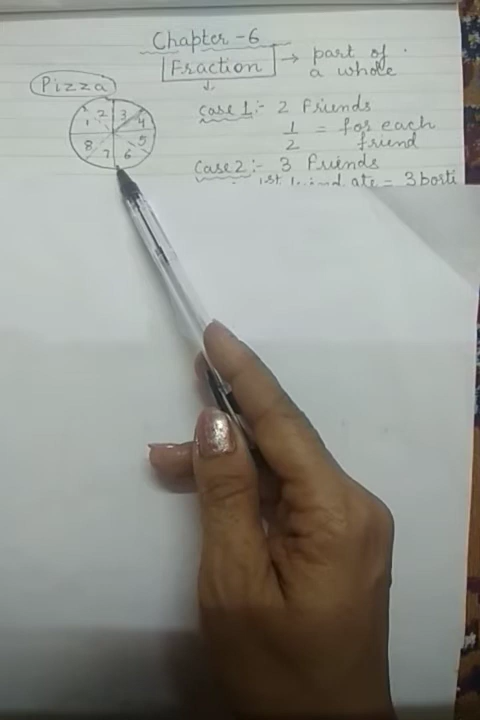 Chapter - 6
Fraction → part of a whole
Pizza
1 2 3 4 5 6 7 8
Case 1:- 2 Friends
1/2 = for each friend
Case 2:- 3 Friends
1st friend ate = 3